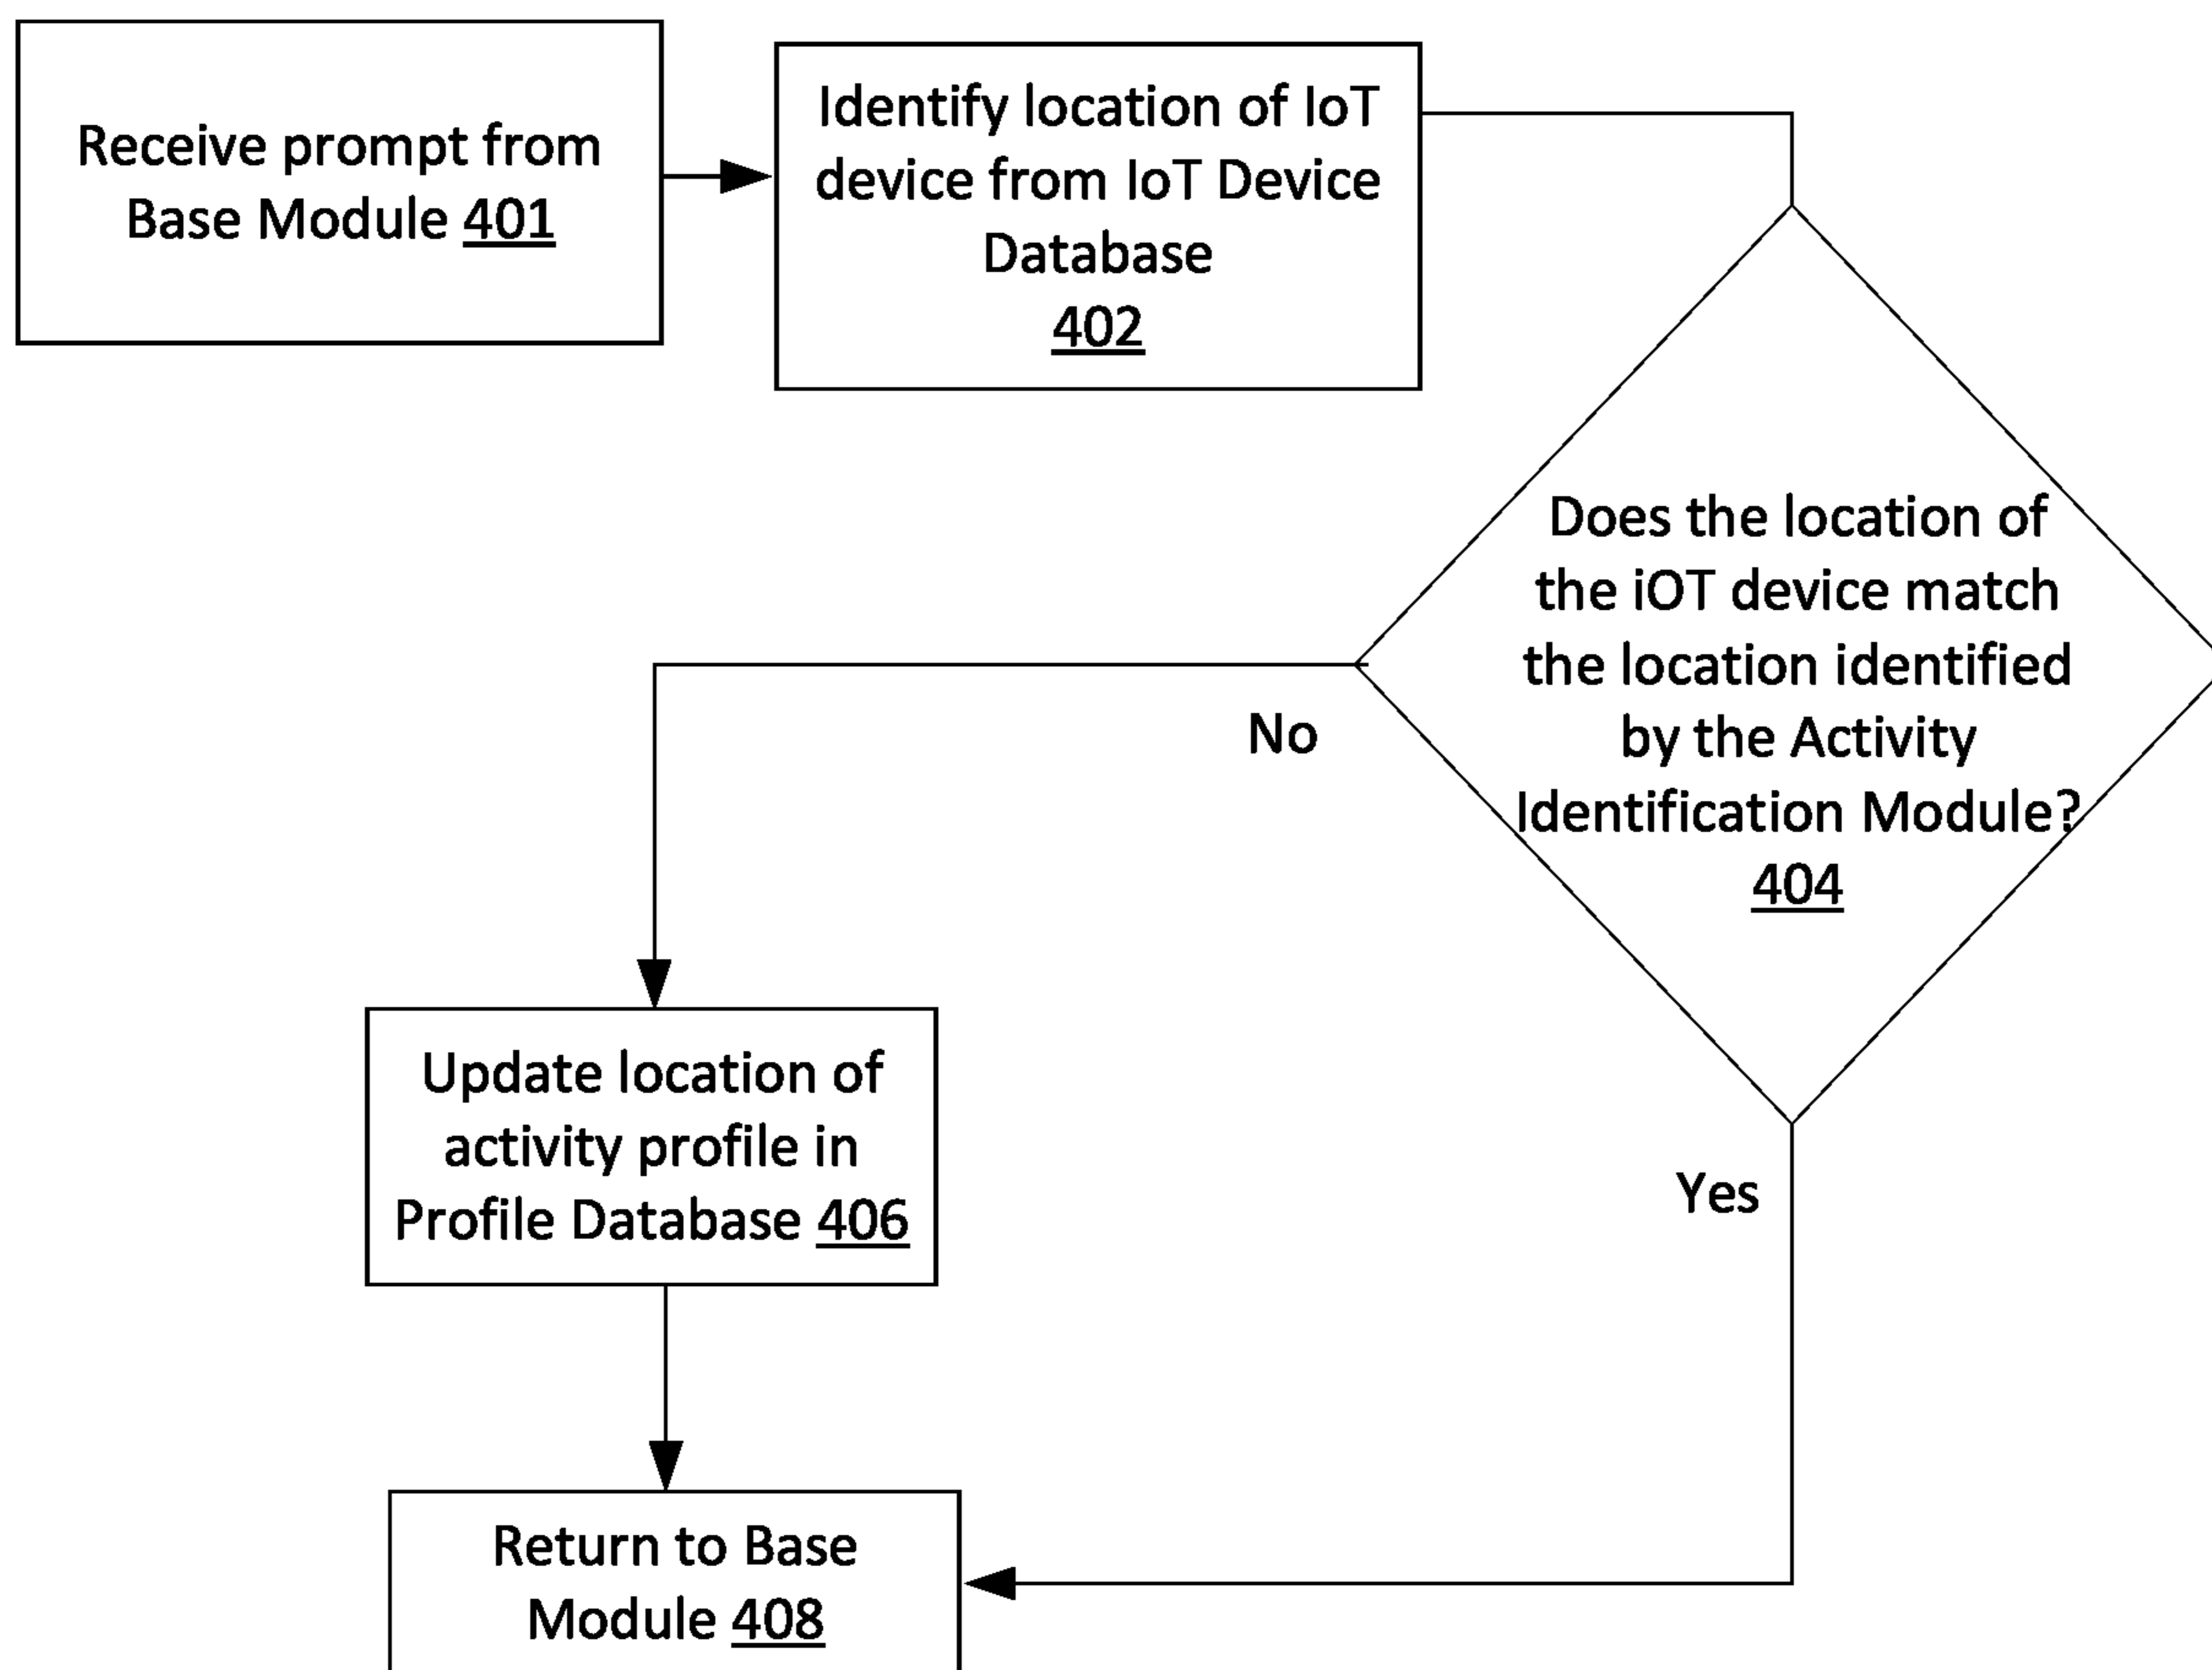 Receive prompt from
Base Module 401
Identify location of IoT
device from IoT Device
Database
402
Does the location of
the iOT device match
the location identified
by the Activity
Identification Module?
404
No
Yes
Update location of
activity profile in
Profile Database 406
Return to Base
Module 408